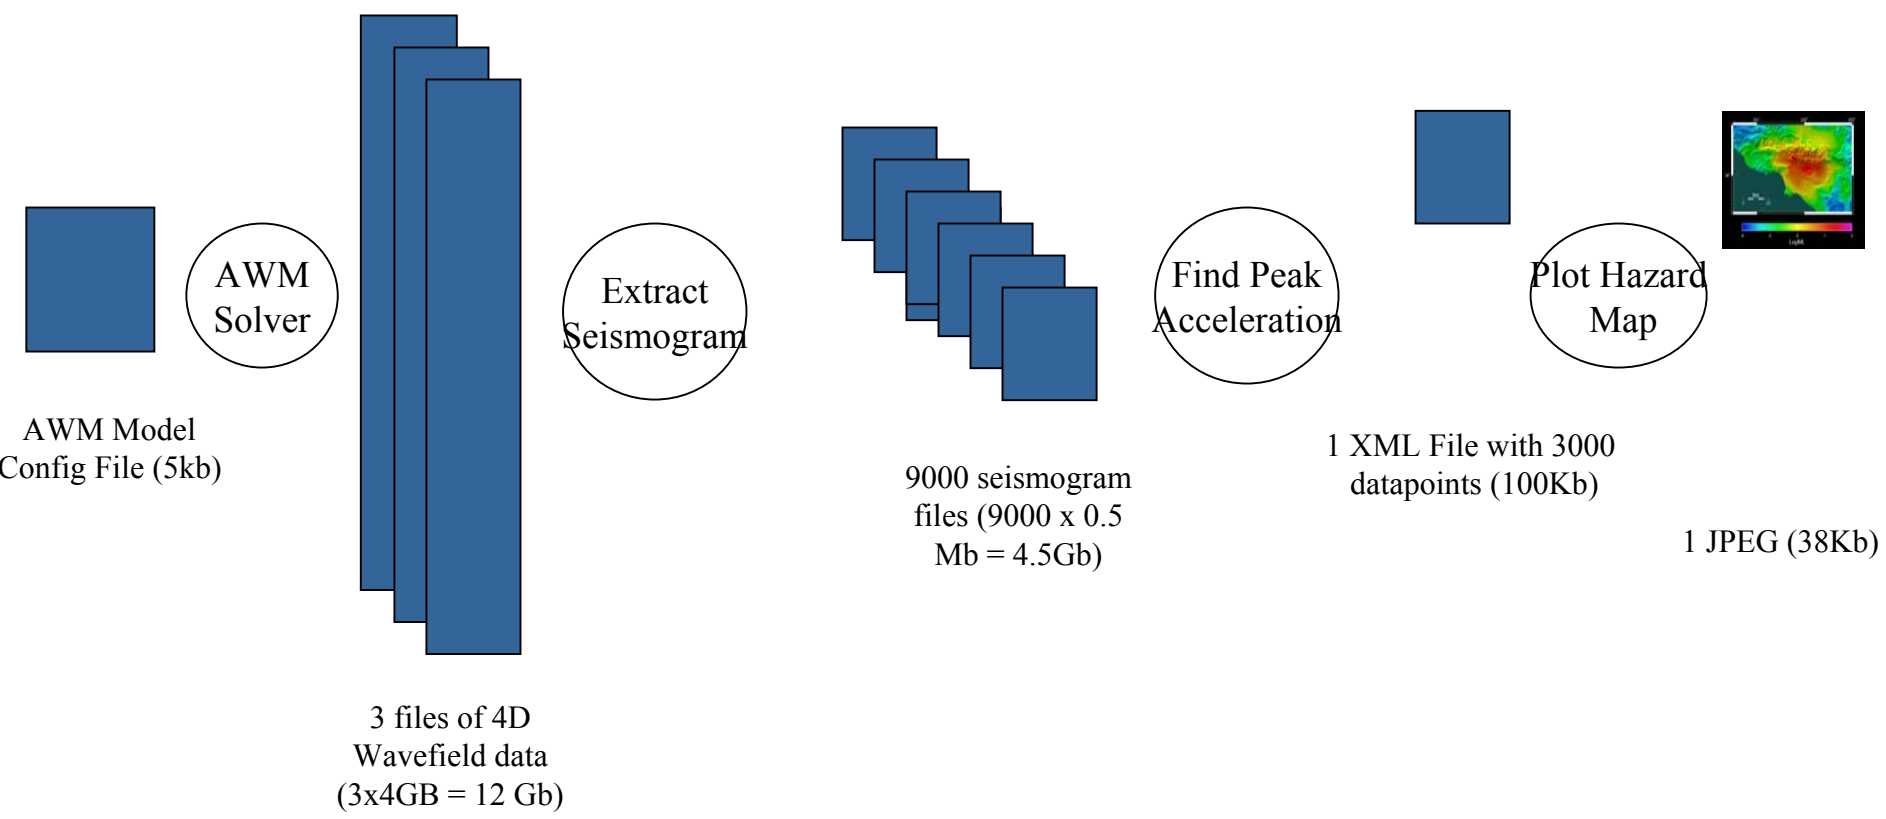 AWM
Solver
Extract
Seismogram
Find Peak
Acceleration
Plot Hazard
Map
AWM Model
Config File (5kb)
3 files of 4D
Wavefield data
(3x4GB = 12 Gb)
9000 seismogram
files (9000 x 0.5
Mb = 4.5Gb)
1 XML File with 3000
datapoints (100Kb)
1 JPEG (38Kb)